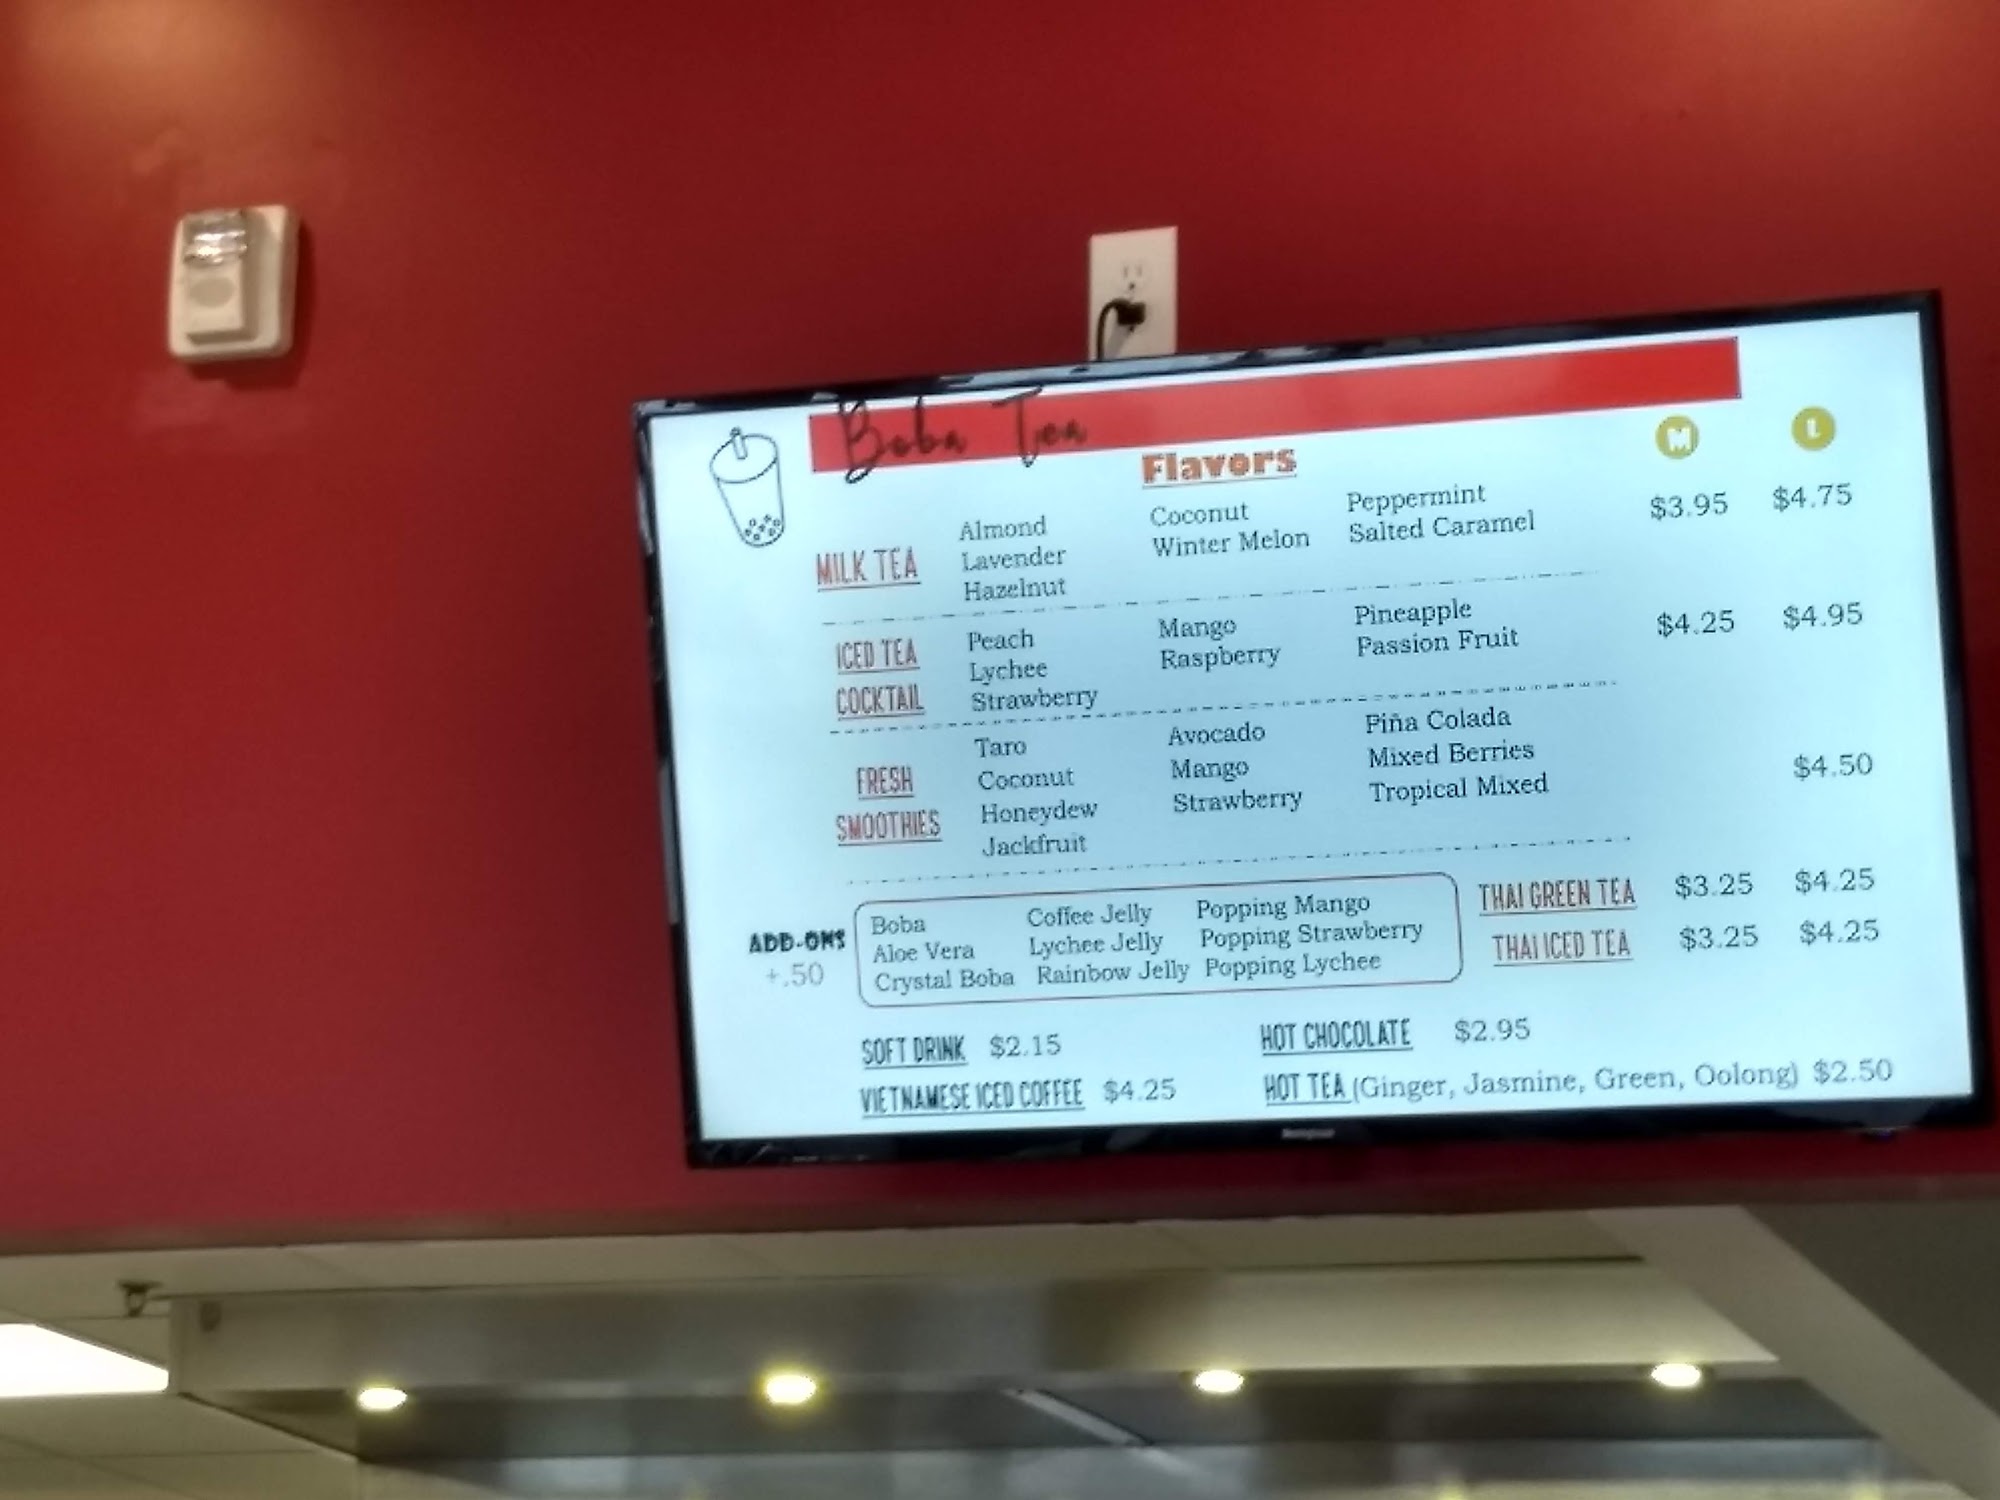 Boba Tea
Flavors
M L
MILK TEA
Almond Coconut Peppermint $3.95 $4.75
Lavender Winter Melon Salted Caramel
Hazelnut
ICED TEA
COCKTAIL
Peach Mango Pineapple $4.25 $4.95
Lychee Raspberry Passion Fruit
Strawberry
FRESH
SMOOTHIES
Taro Avocado Piña Colada
Coconut Mango Mixed Berries $4.50
Honeydew Strawberry Tropical Mixed
Jackfruit
ADD-ONS
+.50
Boba Coffee Jelly Popping Mango
Aloe Vera Lychee Jelly Popping Strawberry
Crystal Boba Rainbow Jelly Popping Lychee
THAI GREEN TEA $3.25 $4.25
THAI ICED TEA $3.25 $4.25
SOFT DRINK $2.15 HOT CHOCOLATE $2.95
VIETNAMESE ICED COFFEE $4.25 HOT TEA (Ginger, Jasmine, Green, Oolong) $2.50